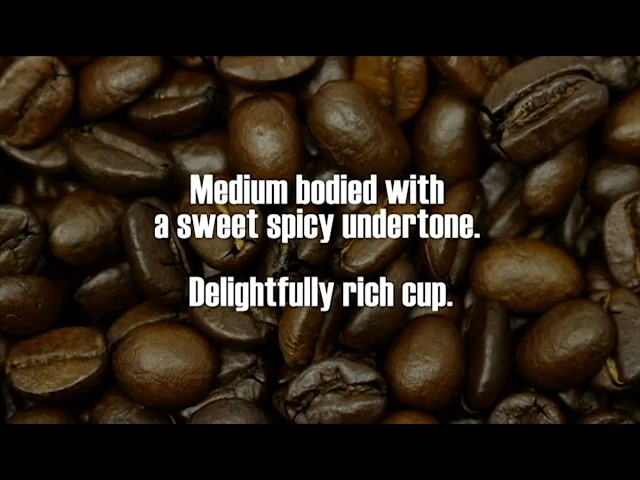 Medium bodied with
a sweet spicy undertone.
Delightfully rich cup.